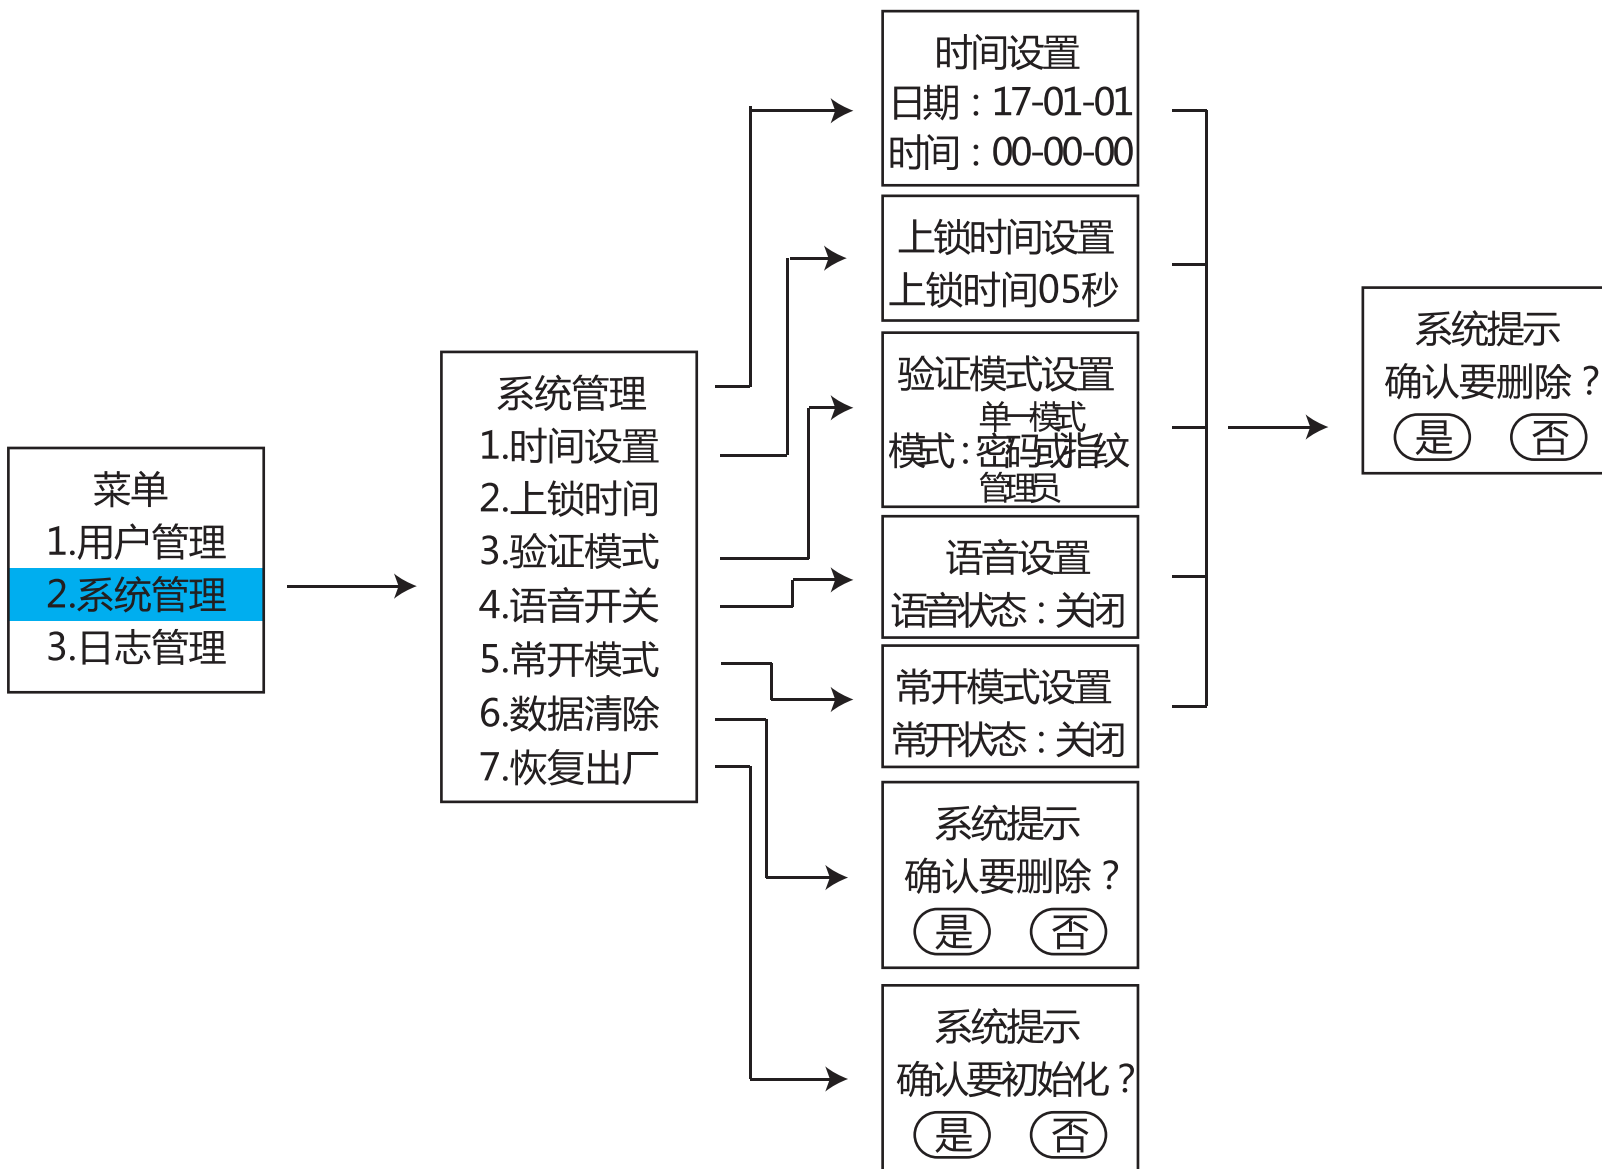 菜单
1.用户管理
2.系统管理
3.日志管理
系统管理
1.时间设置
2.上锁时间
3.验证模式
4.语音开关
5.常开模式
6.数据清除
7.恢复出厂
时间设置
日期：17-01-01
时间：00-00-00
上锁时间设置
上锁时间05秒
验证模式设置
单一模式
模式：密码或指纹
管理员
语音设置
语音状态：关闭
常开模式设置
常开状态：关闭
系统提示
确认要删除？
是 否
系统提示
确认要初始化？
是 否
系统提示
确认要删除？
是 否